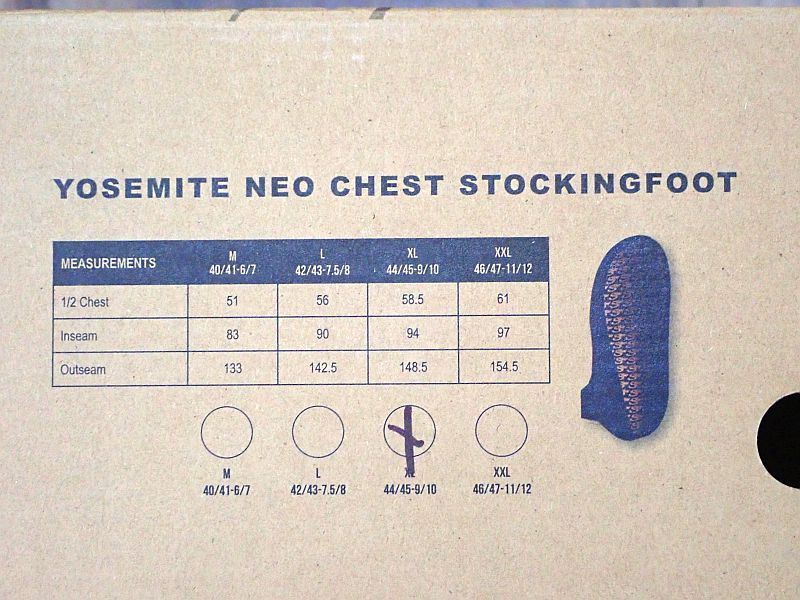 YOSEMITE NEO CHEST STOCKINGFOOT
MEASUREMENTS M 40/41-6/7 L 42/43-7.5/8 XL 44/45-9/10 XXL 46/47-11/12
1/2 Chest 51 56 58.5 61
Inseam 83 90 94 97
Outseam 133 142.5 148.5 154.5
M L XL XXL
40/41-6/7 42/43-7.5/8 44/45-9/10 46/47-11/12